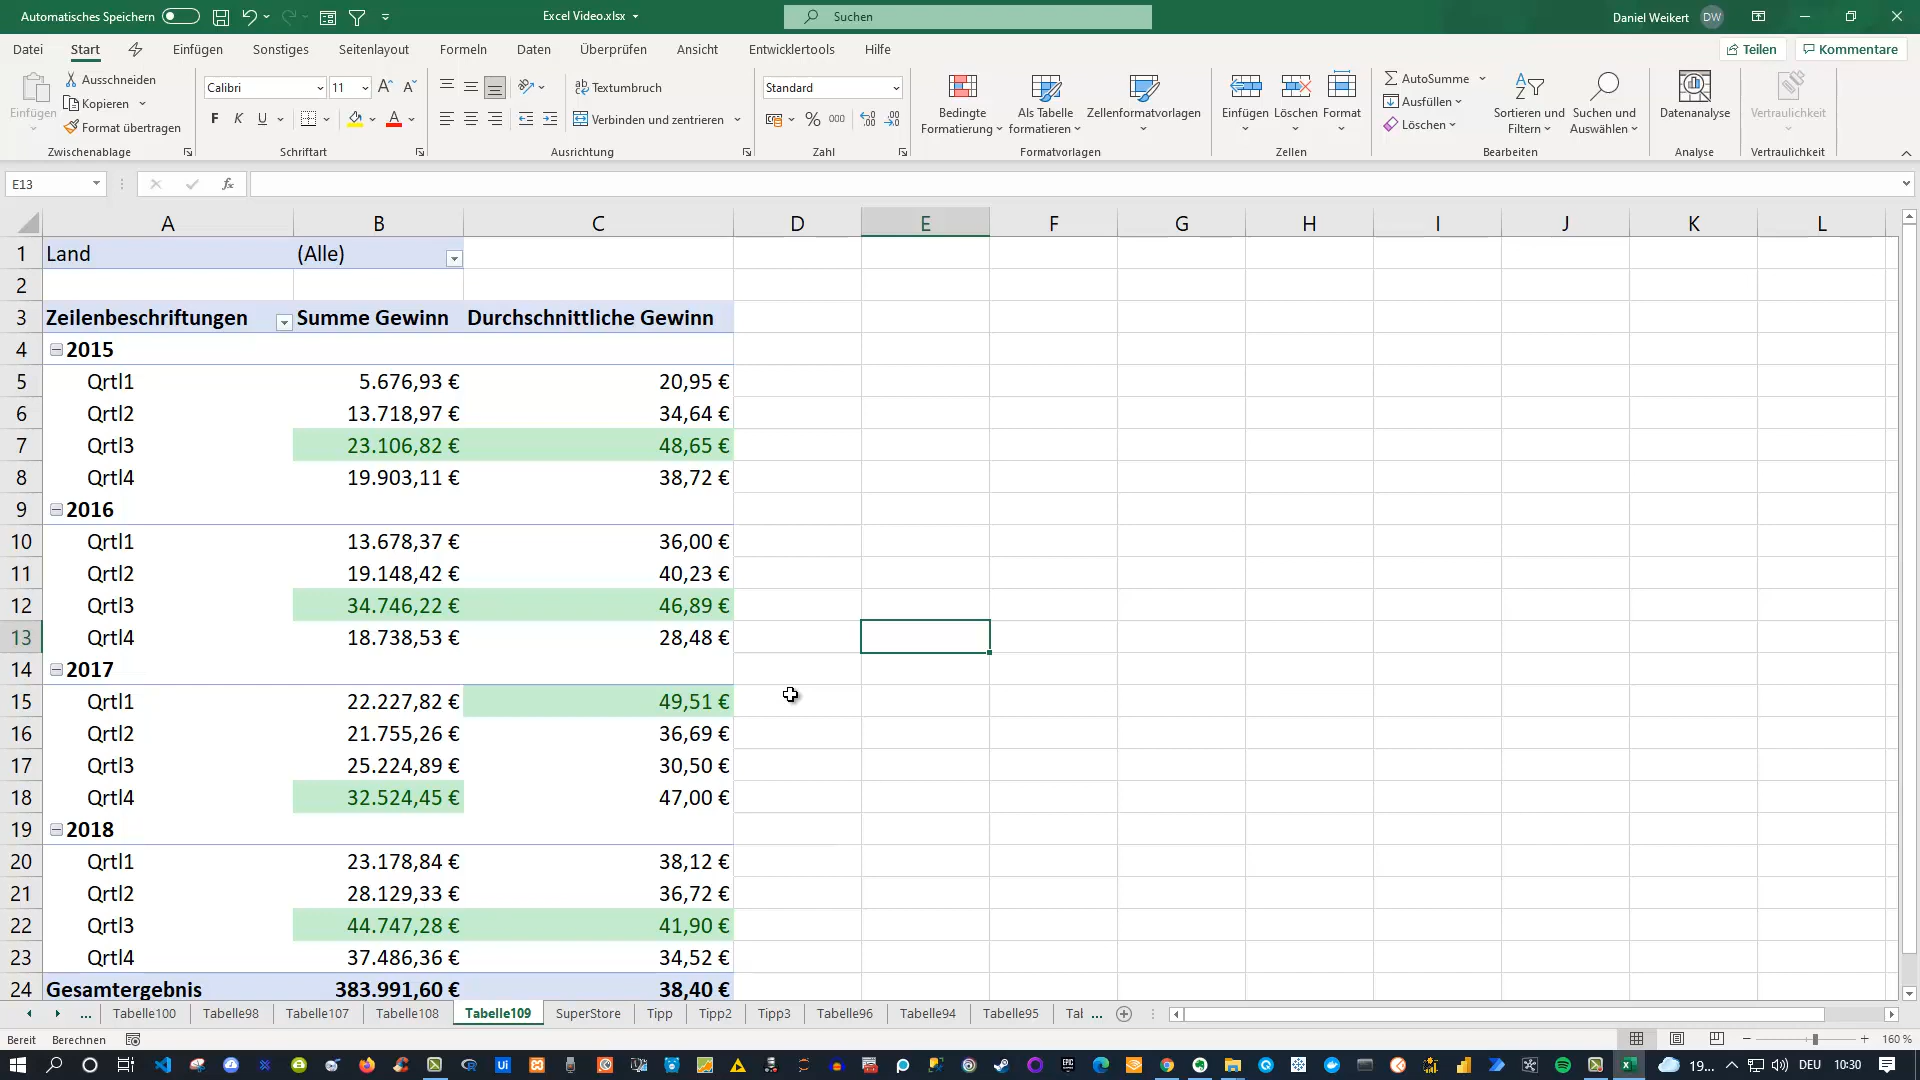 Automatisches Speichern
Excel Video.xlsx
Suchen
Daniel Weikert DW
Datei Start Einfügen Sonstiges Seitenlayout Formeln Daten Überprüfen Ansicht Entwicklertools Hilfe Teilen Kommentare
Einfügen
Ausschneiden
Kopieren
Format übertragen
Zwischenablage
Calibri 11
F K U
Schriftart
Textumbruch
Verbinden und zentrieren
Ausrichtung
Standard
% 000
Zahl
Bedingte Formatierung
Als Tabelle formatieren
Zellenformatvorlagen
Formatvorlagen
Einfügen Löschen Format
Zellen
AutoSumme
Ausfüllen
Löschen
Sortieren und Filtern
Suchen und Auswählen
Bearbeiten
Datenanalyse
Analyse
Vertraulichkeit
Vertraulichkeit
E13 fx
A B C D E F G H I J K L
1 Land (Alle)
2
3 Zeilenbeschriftungen Summe Gewinn Durchschnittliche Gewinn
4 2015
5 Qrtl1 5.676,93 € 20,95 €
6 Qrtl2 13.718,97 € 34,64 €
7 Qrtl3 23.106,82 € 48,65 €
8 Qrtl4 19.903,11 € 38,72 €
9 2016
10 Qrtl1 13.678,37 € 36,00 €
11 Qrtl2 19.148,42 € 40,23 €
12 Qrtl3 34.746,22 € 46,89 €
13 Qrtl4 18.738,53 € 28,48 €
14 2017
15 Qrtl1 22.227,82 € 49,51 €
16 Qrtl2 21.755,26 € 36,69 €
17 Qrtl3 25.224,89 € 30,50 €
18 Qrtl4 32.524,45 € 47,00 €
19 2018
20 Qrtl1 23.178,84 € 38,12 €
21 Qrtl2 28.129,33 € 36,72 €
22 Qrtl3 44.747,28 € 41,90 €
23 Qrtl4 37.486,36 € 34,52 €
24 Gesamtergebnis 383.991,60 € 38,40 €
... Tabelle100 Tabelle98 Tabelle107 Tabelle108 Tabelle109 SuperStore Tipp Tipp2 Tipp3 Tabelle96 Tabelle94 Tabelle95 Tal ...
Bereit Berechnen 160 %
19... DEU 10:30